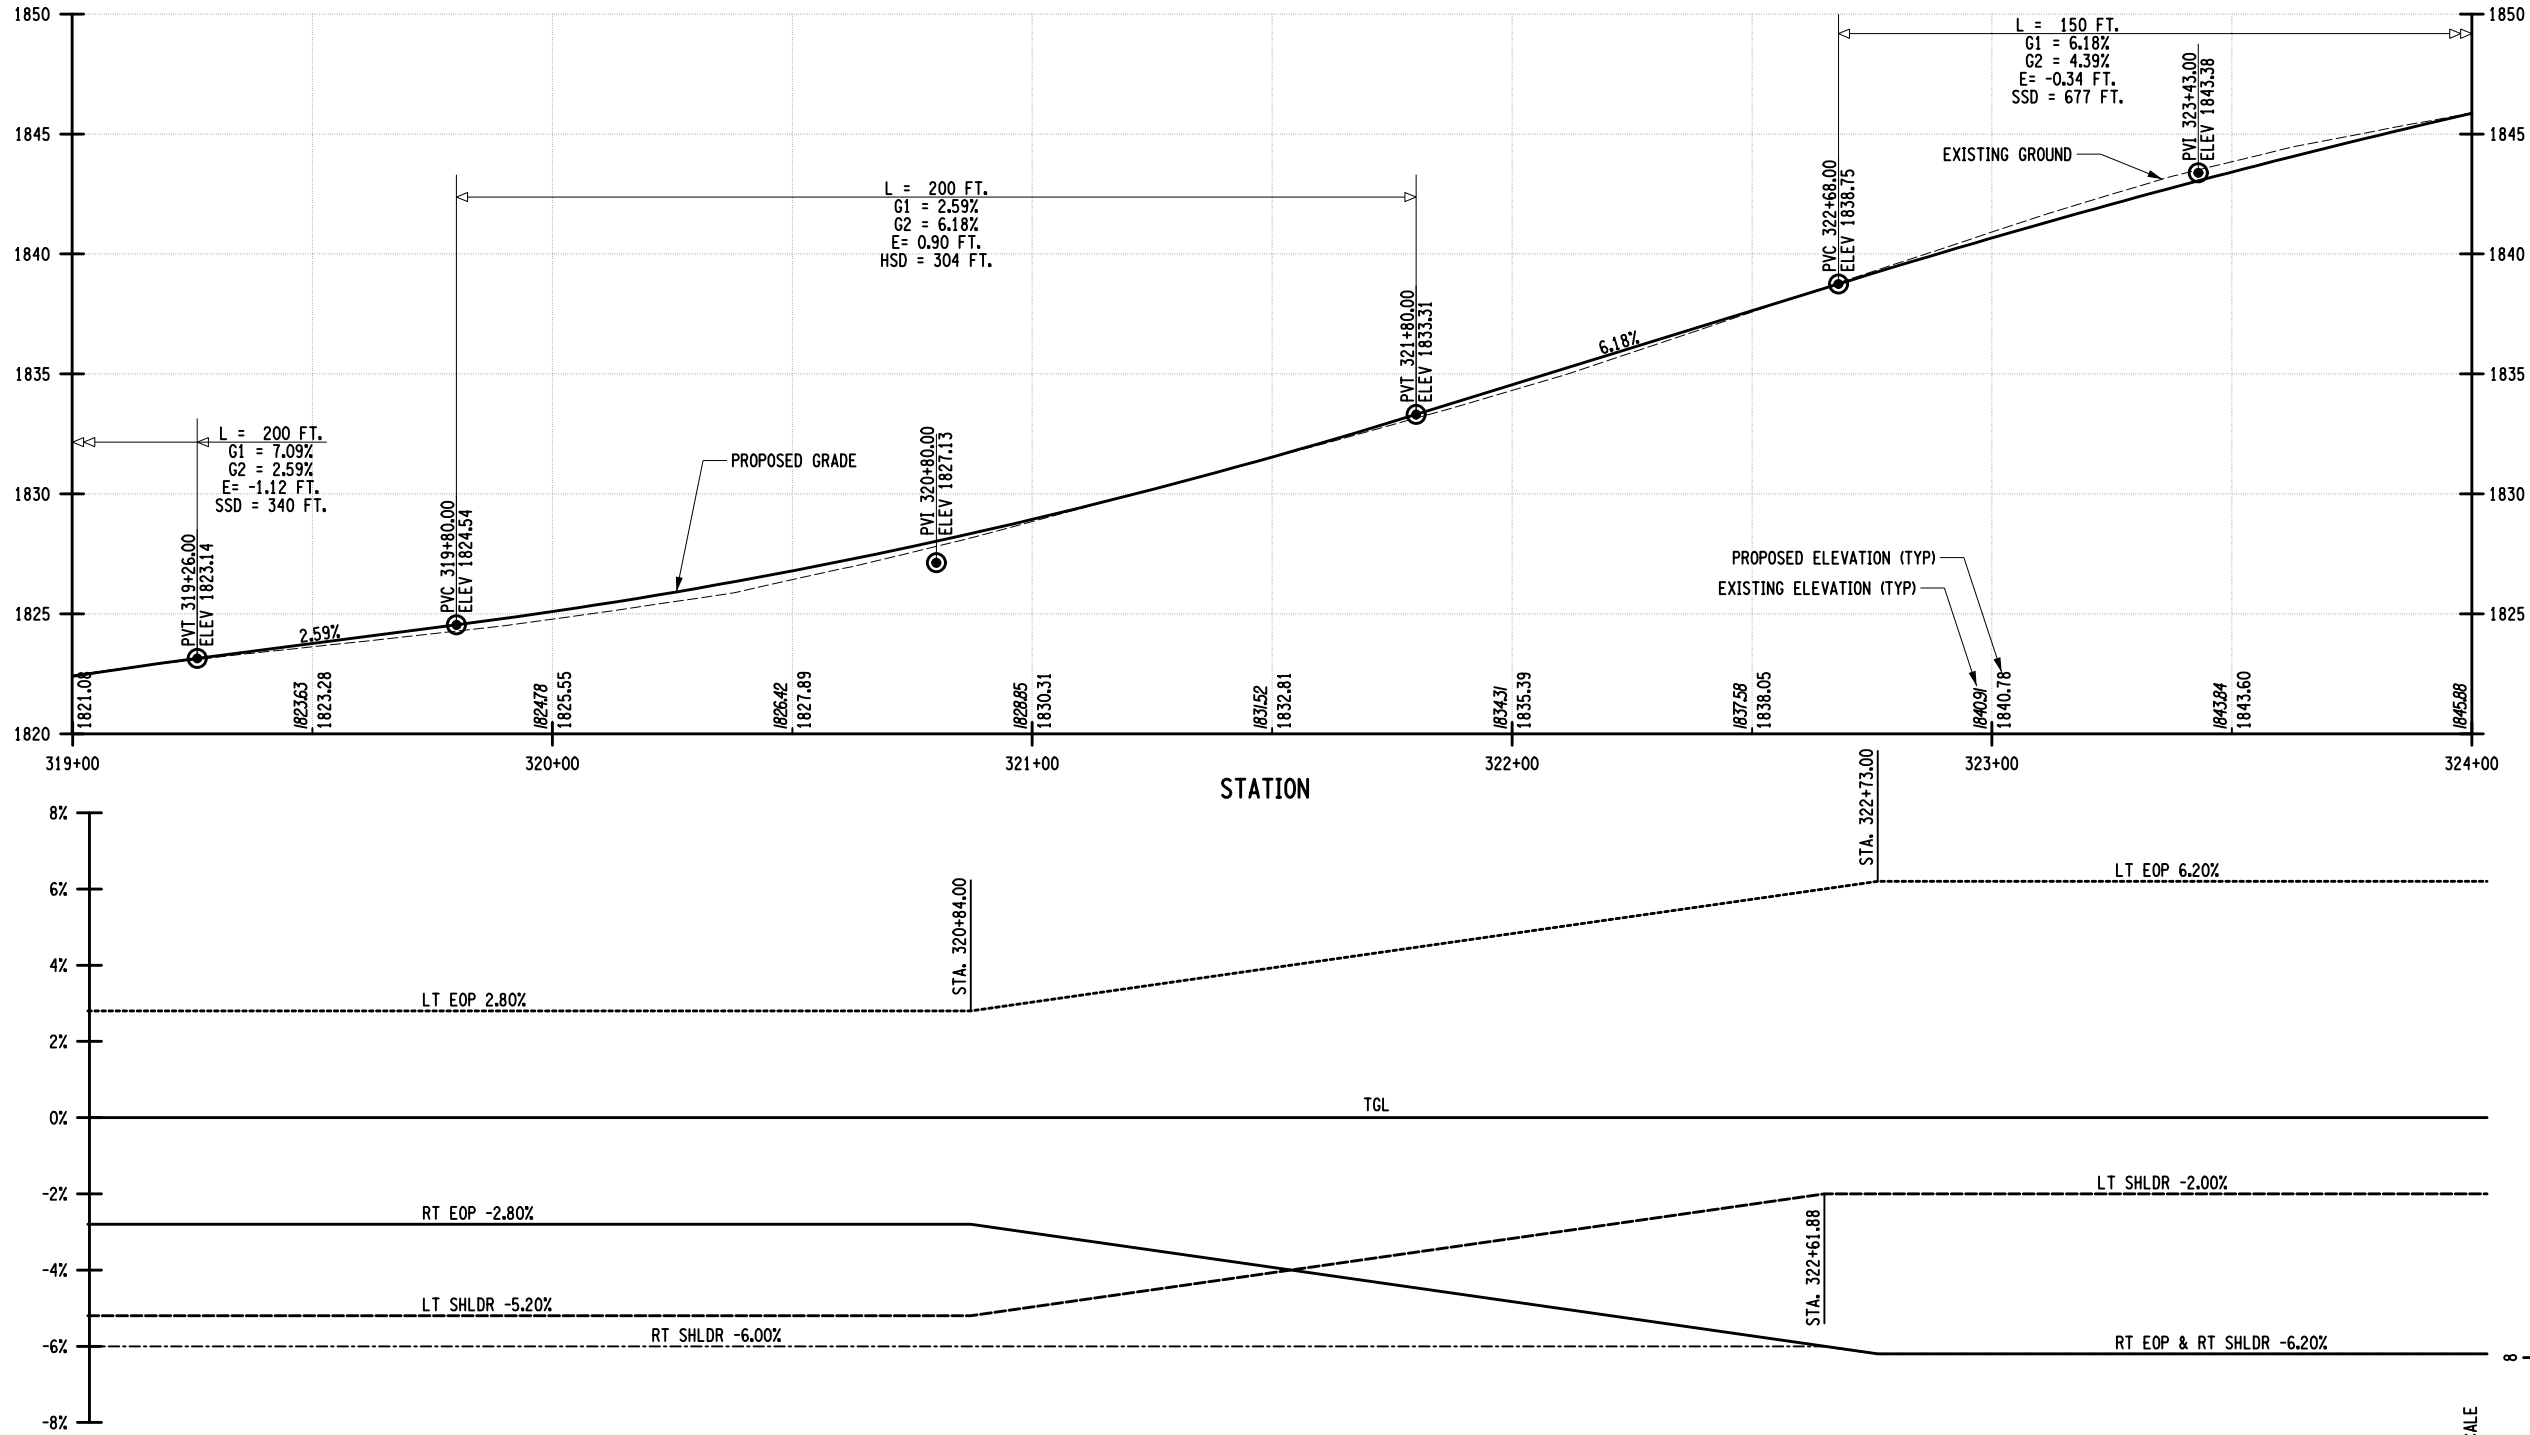 1850
1845
1840
1835
1830
1825
1820
1850
1845
1840
1835
1830
1825
L = 200 FT.
G1 = 7.09%
G2 = 2.59%
E= -1.12 FT.
SSD = 340 FT.
PVT 319+26.00
ELEV 1823.14
2.59%
PVC 319+80.00
ELEV 1824.54
L = 200 FT.
G1 = 2.59%
G2 = 6.18%
E= 0.90 FT.
HSD = 304 FT.
PROPOSED GRADE
PVI 320+80.00
ELEV 1827.13
PVT 321+80.00
ELEV 1833.31
6.18%
PVC 322+68.00
ELEV 1838.75
L = 150 FT.
G1 = 6.18%
G2 = 4.39%
E= -0.34 FT.
SSD = 677 FT.
PVI 323+43.00
ELEV 1843.38
EXISTING GROUND
PROPOSED ELEVATION (TYP)
EXISTING ELEVATION (TYP)
1821.08
1823.63
1823.28
1824.78
1825.55
1826.42
1827.89
1828.85
1830.31
1831.52
1832.81
1834.31
1835.39
1837.58
1838.05
1840.91
1840.78
1843.84
1843.60
1845.88
319+00
320+00
321+00
322+00
323+00
324+00
STATION
8%
6%
4%
2%
0%
-2%
-4%
-6%
-8%
STA. 320+84.00
STA. 322+73.00
LT EOP 6.20%
LT EOP 2.80%
TGL
LT SHLDR -2.00%
RT EOP -2.80%
STA. 322+61.88
LT SHLDR -5.20%
RT SHLDR -6.00%
RT EOP & RT SHLDR -6.20%
8